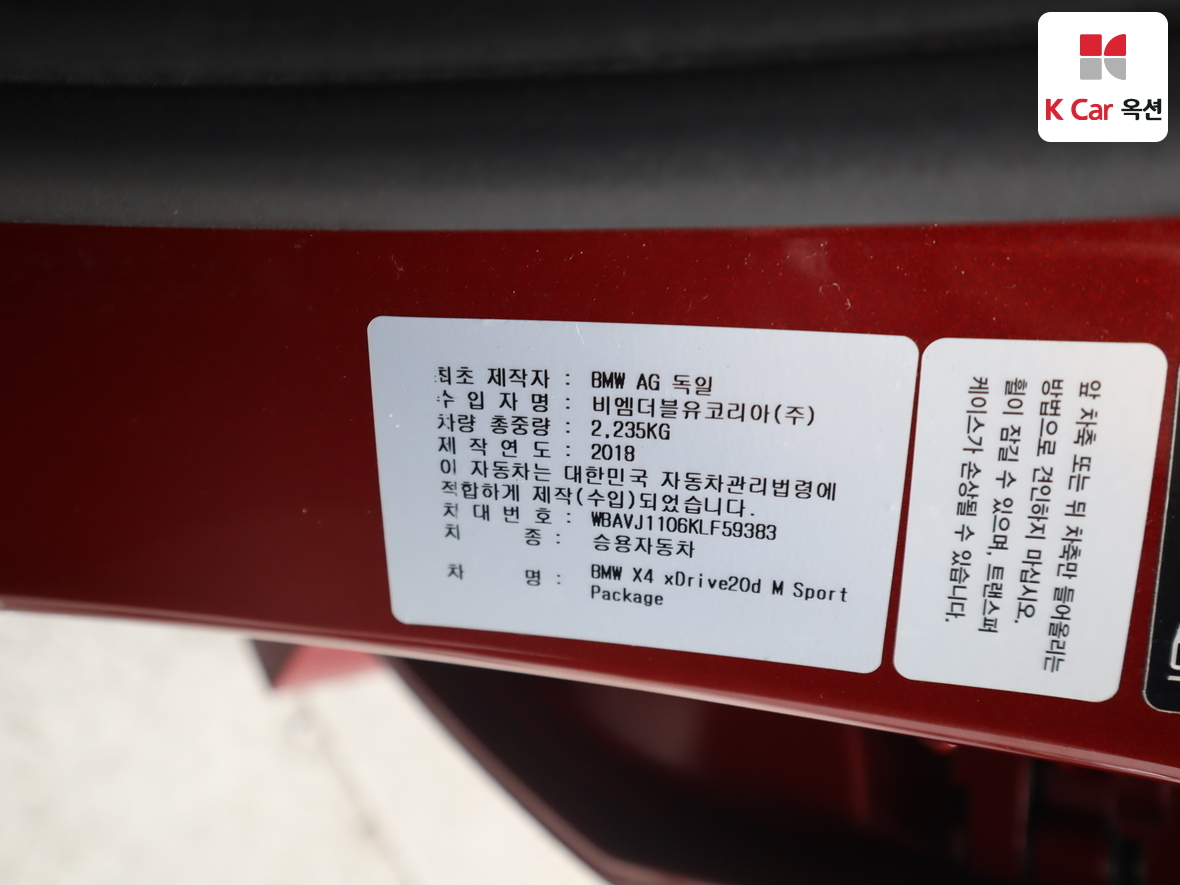 K Car 옥션
최초 제작자 : BMW AG 독일
수 입 자 명 : 비엠더블유코리아(주)
차량 총중량 : 2,235KG
제 작 연 도 : 2018
이 자동차는 대한민국 자동차관리법령에
적합하게 제작(수입)되었습니다.
차 대 번 호 : WBAVJ1106KLF59383
차 종 : 승용자동차
차 명 : BMW X4 xDrive20d M Sport
Package
앞 차축 또는 뒤 차축만 들어올리는
방법으로 견인하지 마십시오.
휠이 잠길 수 있으며, 트랜스퍼
케이스가 손상될 수 있습니다.